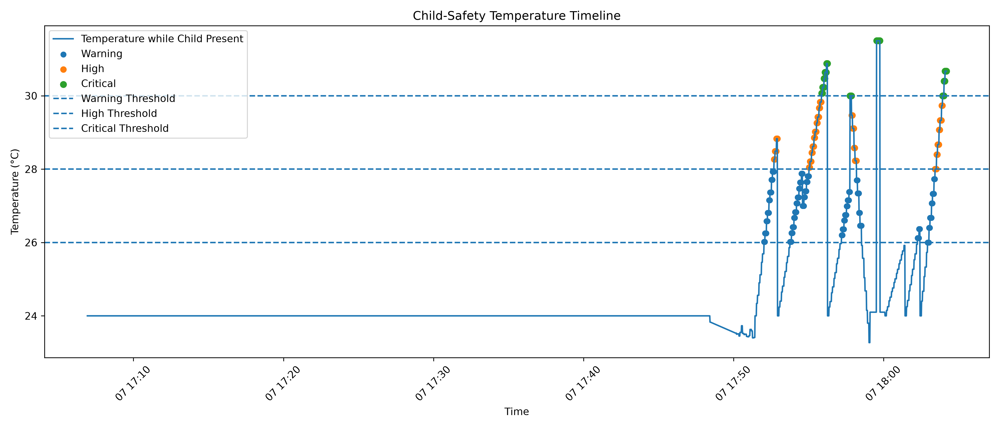 Child-Safety Temperature Timeline
Temperature while Child Present
Warning
High
Critical
Warning Threshold
High Threshold
Critical Threshold
Temperature (°C)
30
28
26
24
07 17:10
07 17:20
07 17:30
07 17:40
07 17:50
07 18:00
Time